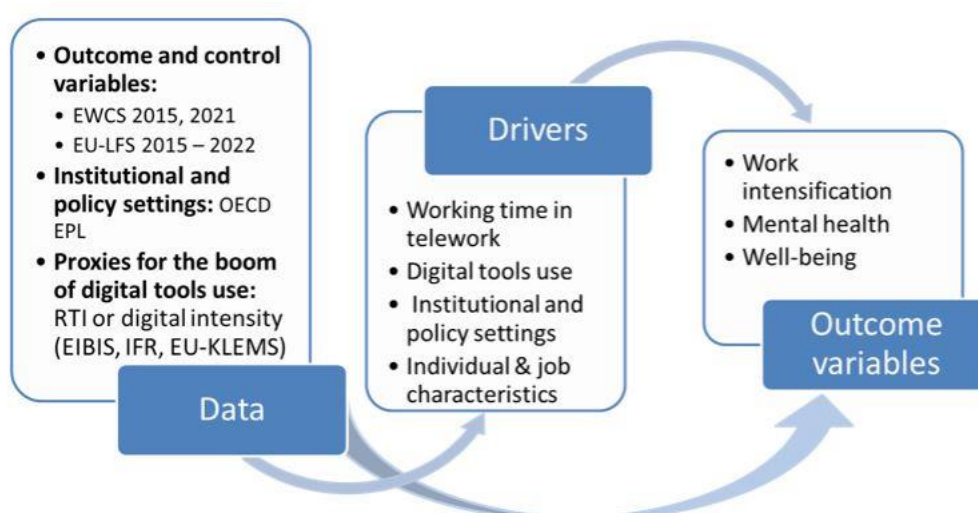 • Outcome and control
variables:
• EWCS 2015, 2021
• EU-LFS 2015 – 2022
• Institutional and
policy settings: OECD
EPL
• Proxies for the boom
of digital tools use:
RTI or digital intensity
(EIBIS, IFR, EU-KLEMS)
Data
Drivers
• Working time in
telework
• Digital tools use
• Institutional and
policy settings
• Individual & job
characteristics
• Work
intensification
• Mental health
• Well-being
Outcome
variables